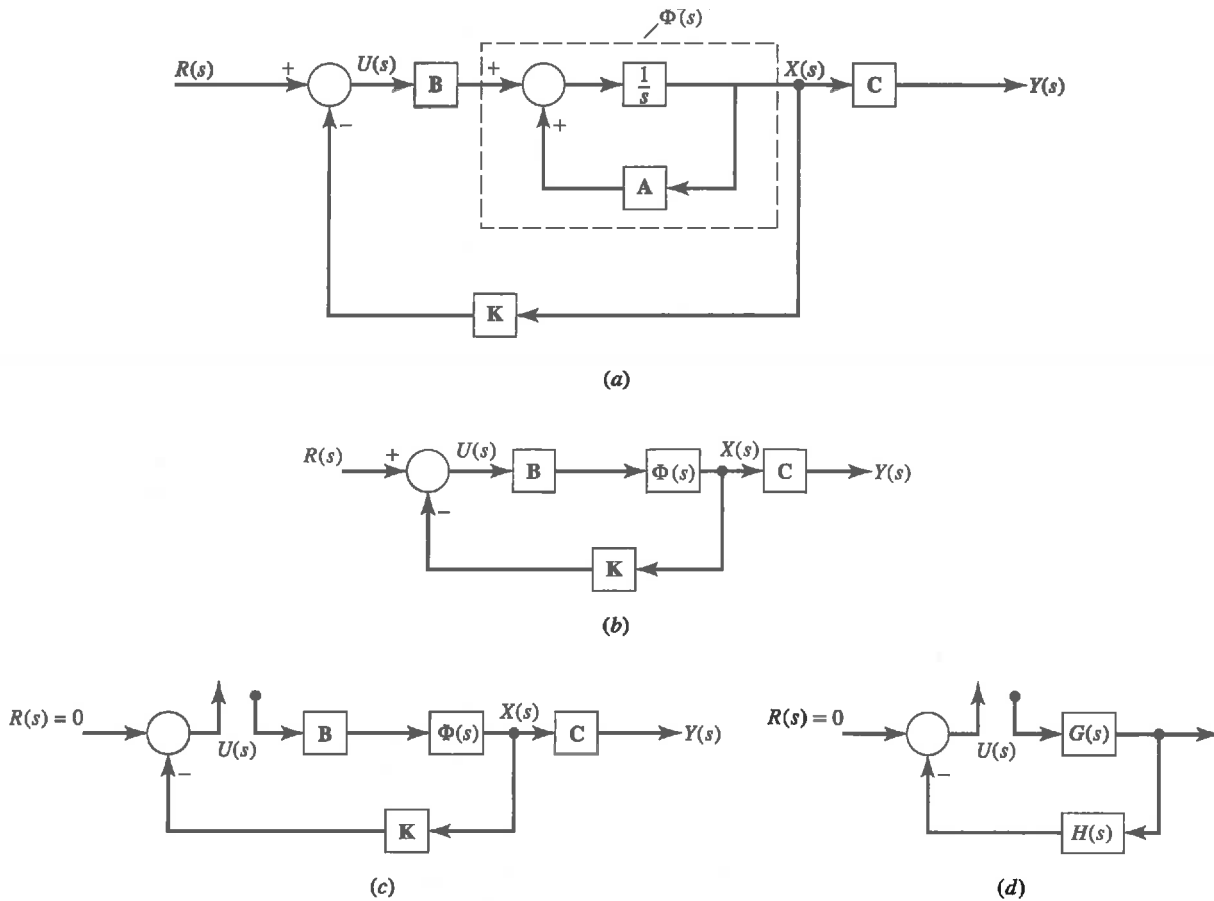 Φ(s)
R(s) + U(s) B + 1/s X(s) C Y(s)
− +
A
K
(a)
R(s) + U(s) B Φ(s) X(s) C Y(s)
−
K
(b)
R(s) = 0 U(s) B Φ(s) X(s) C Y(s)
−
K
(c)
R(s) = 0 U(s) G(s)
−
H(s)
(d)